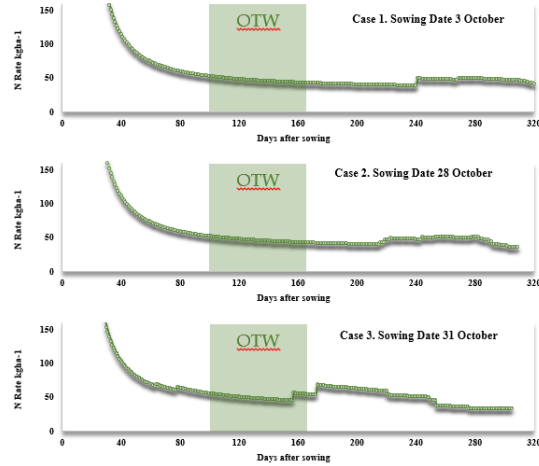 N Rate kgha-1
150
100
50
0
OTW
Case 1. Sowing Date 3 October
0 40 80 120 160 200 240 280 320
Days after sowing
N Rate kgha-1
150
100
50
0
OTW
Case 2. Sowing Date 28 October
0 40 80 120 160 200 240 280 320
Days after sowing
N Rate kgha-1
150
100
50
0
OTW
Case 3. Sowing Date 31 October
0 40 80 120 160 200 240 280 320
Days after sowing